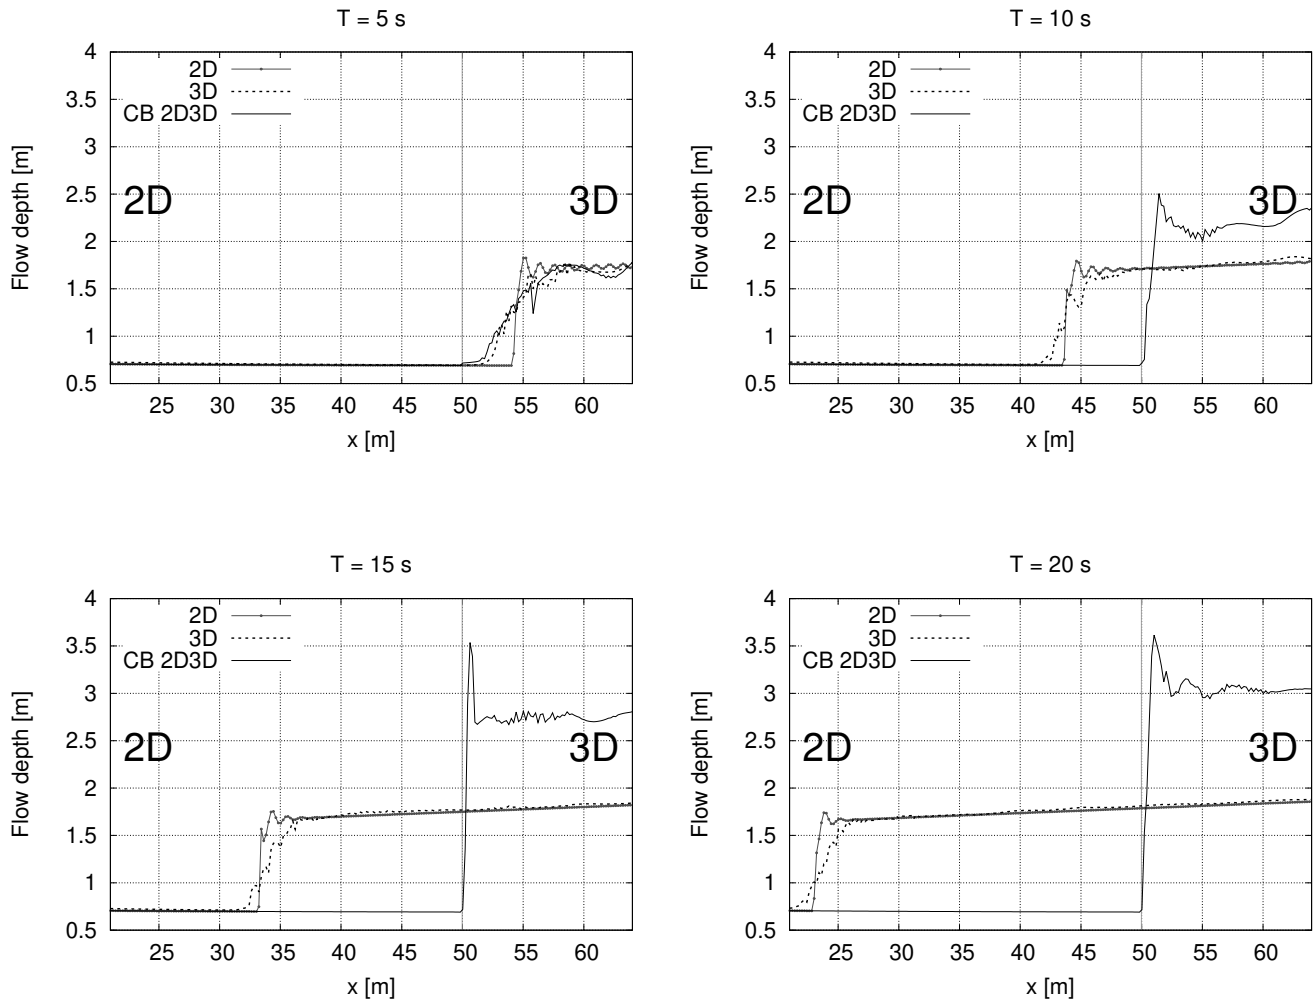 T = 5 s
4
3.5
3
2.5
2
1.5
1
0.5
25 30 35 40 45 50 55 60
Flow depth [m]
x [m]
2D
3D
CB 2D3D
2D
3D
T = 10 s
4
3.5
3
2.5
2
1.5
1
0.5
25 30 35 40 45 50 55 60
Flow depth [m]
x [m]
2D
3D
CB 2D3D
2D
3D
T = 15 s
4
3.5
3
2.5
2
1.5
1
0.5
25 30 35 40 45 50 55 60
Flow depth [m]
x [m]
2D
3D
CB 2D3D
2D
3D
T = 20 s
4
3.5
3
2.5
2
1.5
1
0.5
25 30 35 40 45 50 55 60
Flow depth [m]
x [m]
2D
3D
CB 2D3D
2D
3D